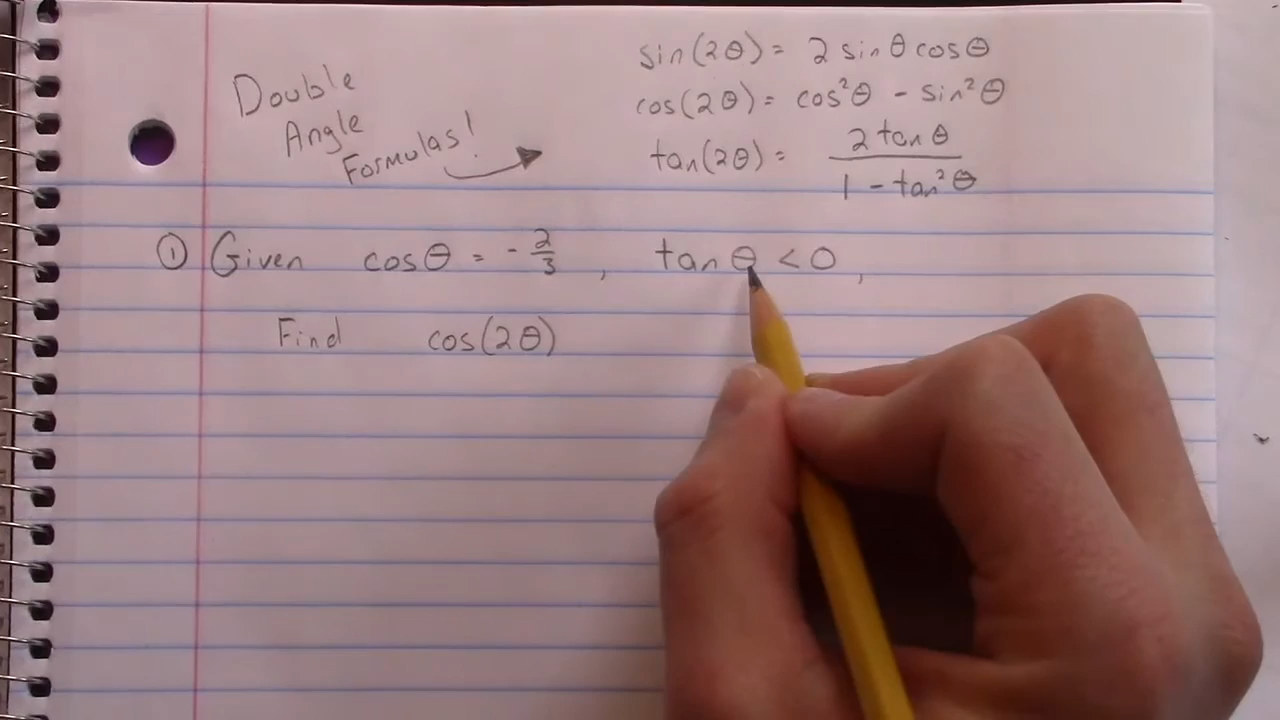 Double
Angle
Formulas!
sin(2θ) = 2 sinθ cosθ
cos(2θ) = cos²θ - sin²θ
tan(2θ) = 2 tanθ / 1 - tan²θ
① Given cosθ = -2/3, tanθ < 0,
Find cos(2θ)